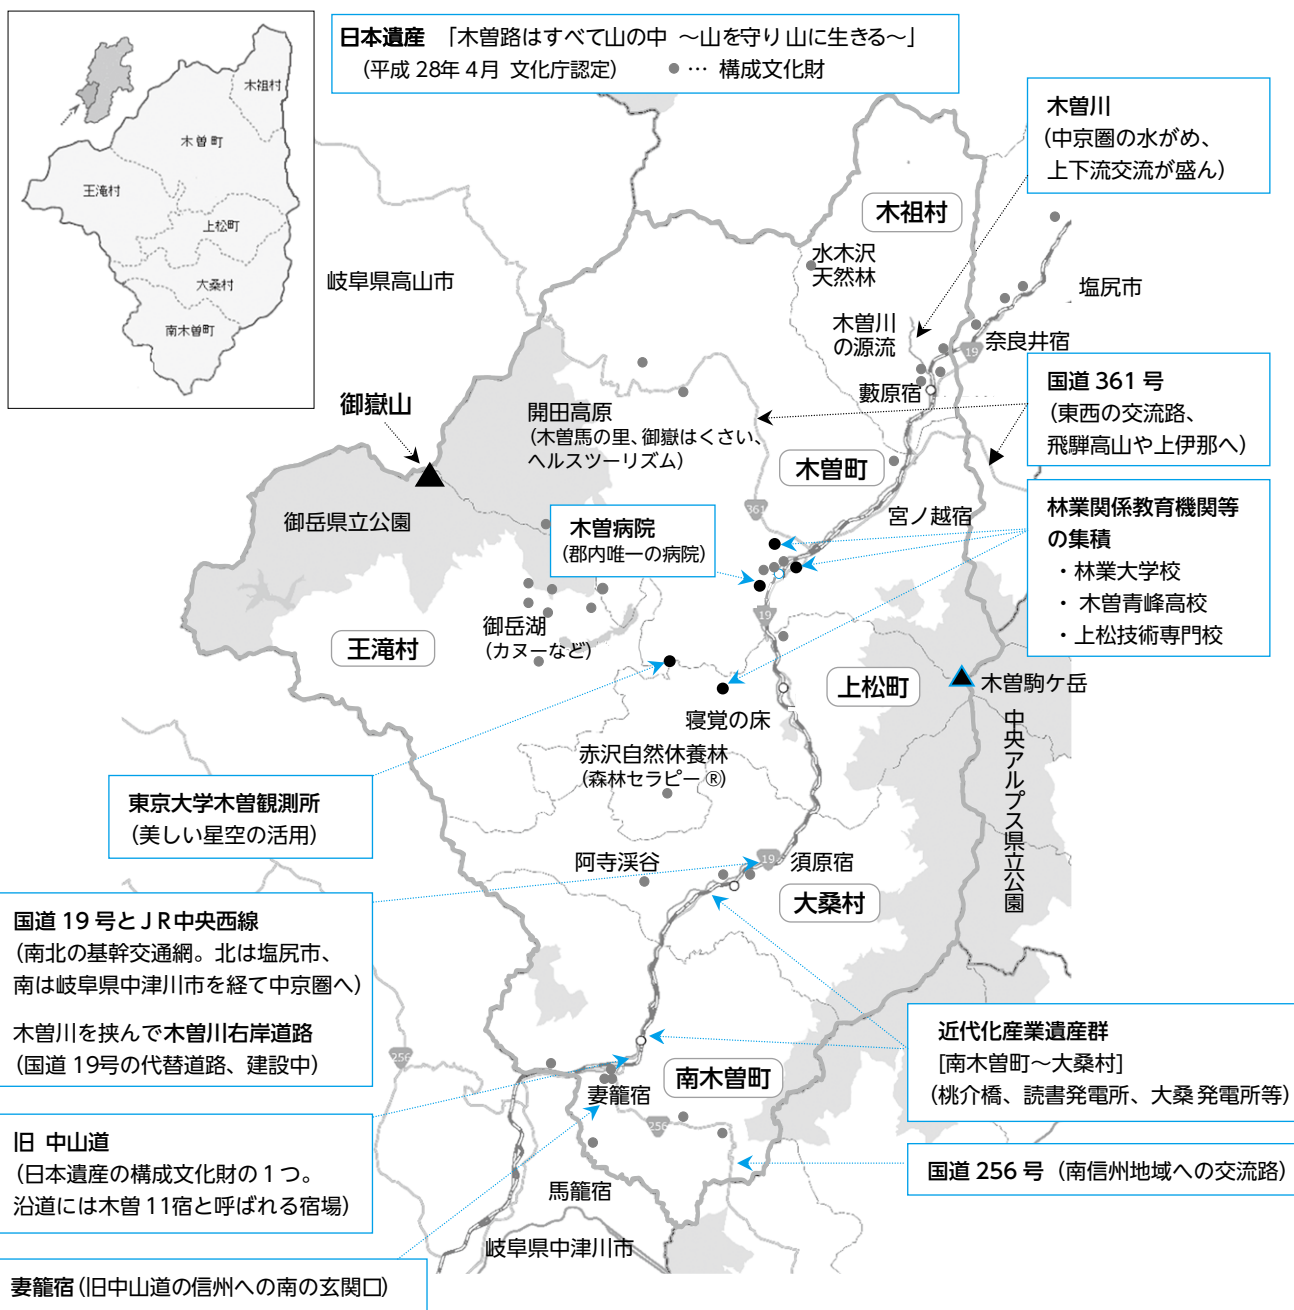 日本遺産 「木曽路はすべて山の中 ～山を守り山に生きる～」
(平成 28年 4月 文化庁認定) ●… 構成文化財
木祖村
木曽町
王滝村
上松町
大桑村
南木曽町
木曽川
(中京圏の水がめ、
上下流交流が盛ん)
木祖村
水木沢
天然林
塩尻市
岐阜県高山市
木曽川
の源流
奈良井宿
19
藪原宿
国道 361 号
(東西の交流路、
飛騨高山や上伊那へ)
御嶽山
開田高原
(木曽馬の里、御嶽はくさい、
ヘルスツーリズム)
木曽町
361
宮ノ越宿
御岳県立公園
木曽病院
(郡内唯一の病院)
林業関係教育機関等
の集積
・林業大学校
・木曽青峰高校
・上松技術専門校
19
御岳湖
(カヌーなど)
王滝村
上松町
木曽駒ケ岳
寝覚の床
中央アルプス県立公園
赤沢自然休養林
(森林セラピー ®)
東京大学木曽観測所
(美しい星空の活用)
阿寺渓谷
19
須原宿
大桑村
国道 19 号とＪＲ中央西線
(南北の基幹交通網。北は塩尻市、
南は岐阜県中津川市を経て中京圏へ)
木曽川を挟んで木曽川右岸道路
(国道 19号の代替道路、建設中)
近代化産業遺産群
[南木曽町～大桑村]
(桃介橋、読書発電所、大桑発電所等)
256
南木曽町
妻籠宿
256
旧 中山道
(日本遺産の構成文化財の１つ。
沿道には木曽 11宿と呼ばれる宿場)
国道 256 号 (南信州地域への交流路)
馬籠宿
岐阜県中津川市
妻籠宿(旧中山道の信州への南の玄関口)